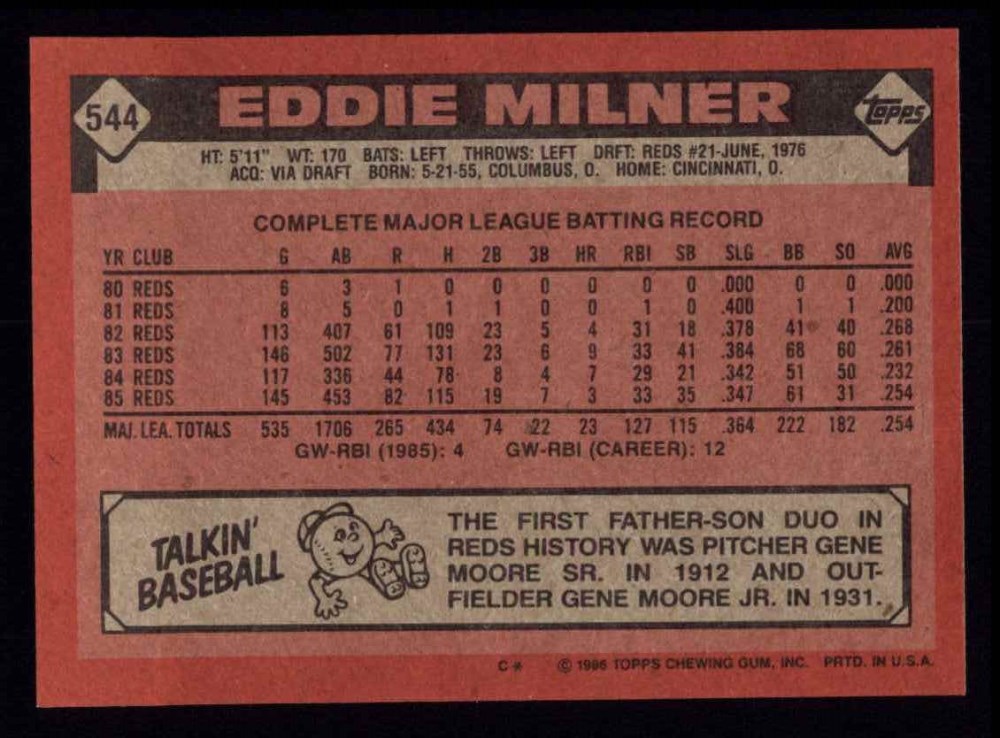 544 EDDIE MILNER Topps
HT: 5'11" WT: 170 BATS: LEFT THROWS: LEFT DRFT: REDS #21-JUNE, 1976
ACQ: VIA DRAFT BORN: 5-21-55, COLUMBUS, O. HOME: CINCINNATI, O.
COMPLETE MAJOR LEAGUE BATTING RECORD
YR CLUB G AB R H 2B 3B HR RBI SB SLG BB SO AVG
80 REDS 6 3 1 0 0 0 0 0 0 .000 0 0 .000
81 REDS 8 5 0 1 1 0 0 1 0 .400 1 1 .200
82 REDS 113 407 61 109 23 5 4 31 18 .378 41 40 .268
83 REDS 146 502 77 131 23 6 9 33 41 .384 68 60 .261
84 REDS 117 336 44 78 8 4 7 29 21 .342 51 50 .232
85 REDS 145 453 82 115 19 7 3 33 35 .347 61 31 .254
MAJ. LEA. TOTALS 535 1706 265 434 74 22 23 127 115 .364 222 182 .254
GW-RBI (1985): 4 GW-RBI (CAREER): 12
TALKIN'
BASEBALL
THE FIRST FATHER-SON DUO IN
REDS HISTORY WAS PITCHER GENE
MOORE SR. IN 1912 AND OUT-
FIELDER GENE MOORE JR. IN 1931.
C* © 1986 TOPPS CHEWING GUM, INC. PRTD. IN U.S.A.